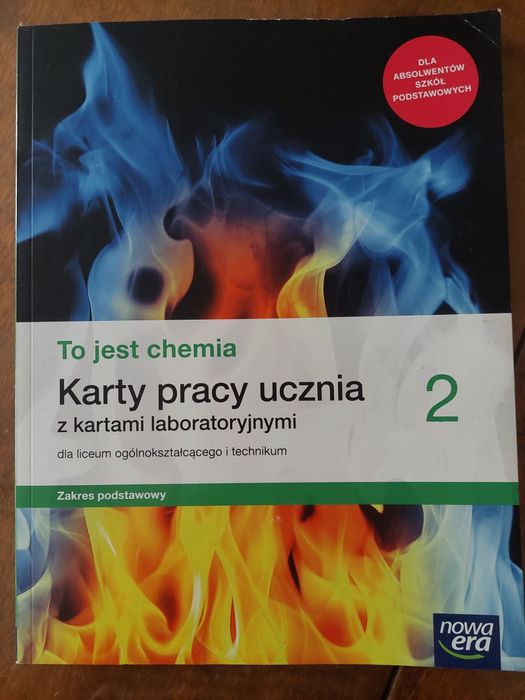 DLA
ABSOLWENTÓW
SZKÓŁ
PODSTAWOWYCH
To jest chemia
Karty pracy ucznia
z kartami laboratoryjnymi
2
dla liceum ogólnokształcącego i technikum
Zakres podstawowy
nowa
era